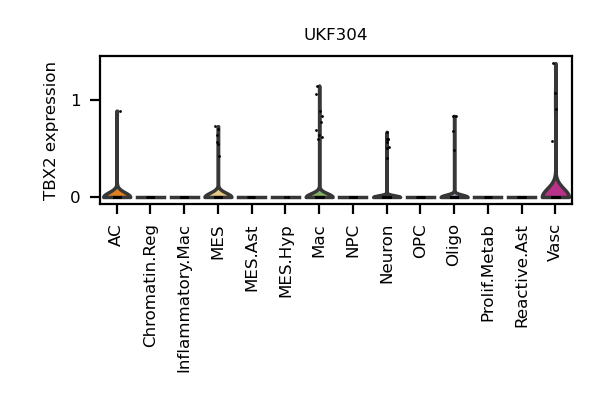 UKF304
TBX2 expression
1
0
AC
Chromatin.Reg
Inflammatory.Mac
MES
MES.Ast
MES.Hyp
Mac
NPC
Neuron
OPC
Oligo
Prolif.Metab
Reactive.Ast
Vasc